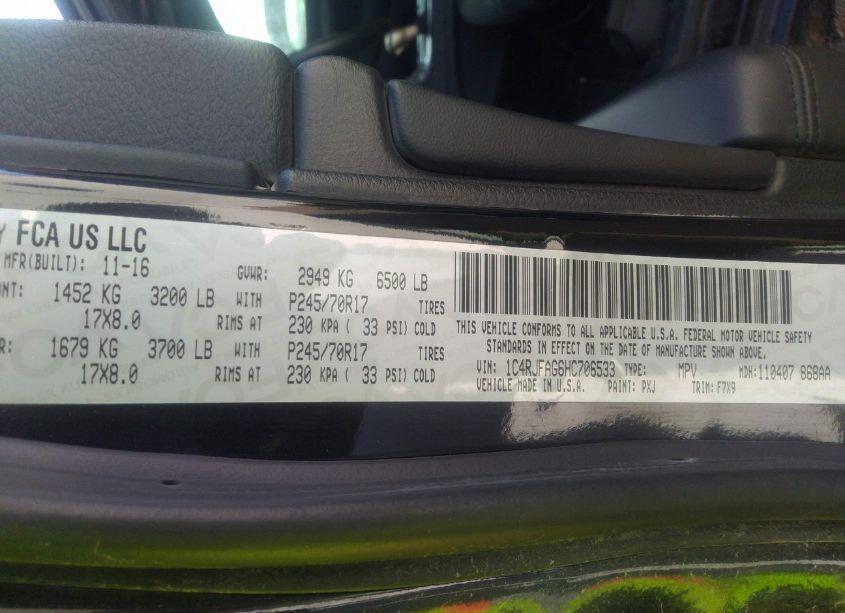 FCA US LLC
MFR(BUILT): 11-16 GVWR: 2949 KG 6500 LB
1452 KG 3200 LB WITH P245/70R17 TIRES
17X8.0 RIMS AT 230 KPA ( 33 PSI) COLD
1679 KG 3700 LB WITH P245/70R17 TIRES
17X8.0 RIMS AT 230 KPA ( 33 PSI) COLD
THIS VEHICLE CONFORMS TO ALL APPLICABLE U.S.A. FEDERAL MOTOR VEHICLE SAFETY
STANDARDS IN EFFECT ON THE DATE OF MANUFACTURE SHOWN ABOVE.
VIN: 1C4RJFAG6HC706533 TYPE: MPV MDH: 110407 868AA
VEHICLE MADE IN U.S.A. PAINT: PXJ TRIM: F7X9